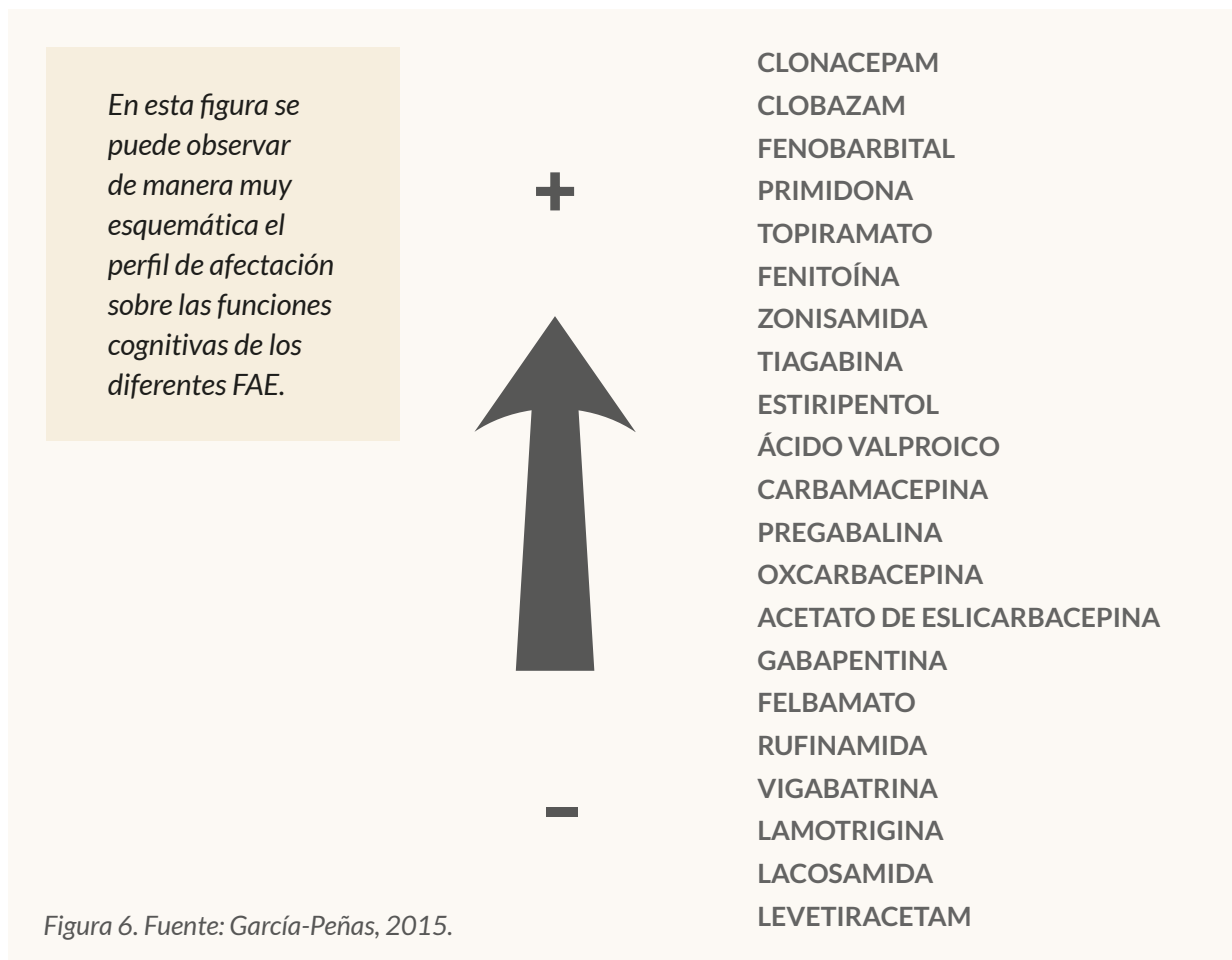 En esta figura se
puede observar
de manera muy
esquemática el
perfil de afectación
sobre las funciones
cognitivas de los
diferentes FAE.
+
–
CLONACEPAM
CLOBAZAM
FENOBARBITAL
PRIMIDONA
TOPIRAMATO
FENITOÍNA
ZONISAMIDA
TIAGABINA
ESTIRIPENTOL
ÁCIDO VALPROICO
CARBAMACEPINA
PREGABALINA
OXCARBACEPINA
ACETATO DE ESLICARBACEPINA
GABAPENTINA
FELBAMATO
RUFINAMIDA
VIGABATRINA
LAMOTRIGINA
LACOSAMIDA
LEVETIRACETAM
Figura 6. Fuente: García-Peñas, 2015.